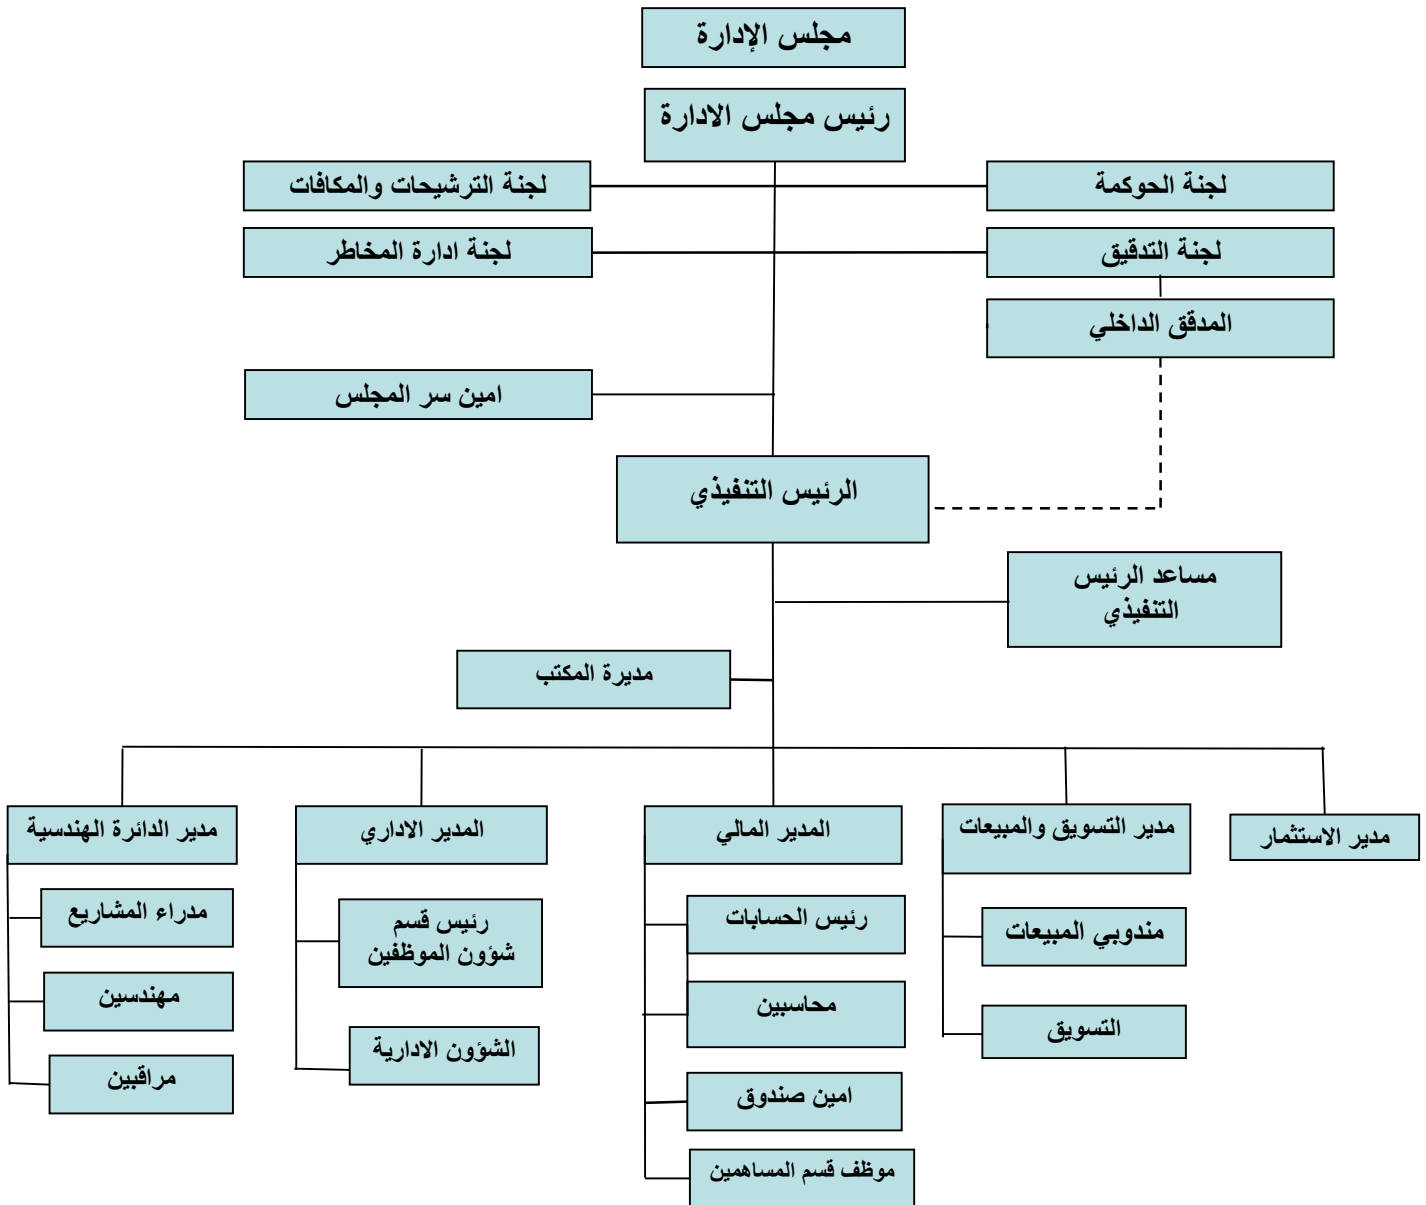 مجلس الإدارة
رئيس مجلس الادارة
لجنة الحوكمة
لجنة الترشيحات والمكافات
لجنة التدقيق
لجنة ادارة المخاطر
المدقق الداخلي
امين سر المجلس
الرئيس التنفيذي
مساعد الرئيس
التنفيذي
مديرة المكتب
مدير الاستثمار
مدير التسويق والمبيعات
مندوبي المبيعات
التسويق
المدير المالي
رئيس الحسابات
محاسبين
امين صندوق
موظف قسم المساهمين
المدير الاداري
رئيس قسم
شؤون الموظفين
الشؤون الادارية
مدير الدائرة الهندسية
مدراء المشاريع
مهندسين
مراقبين